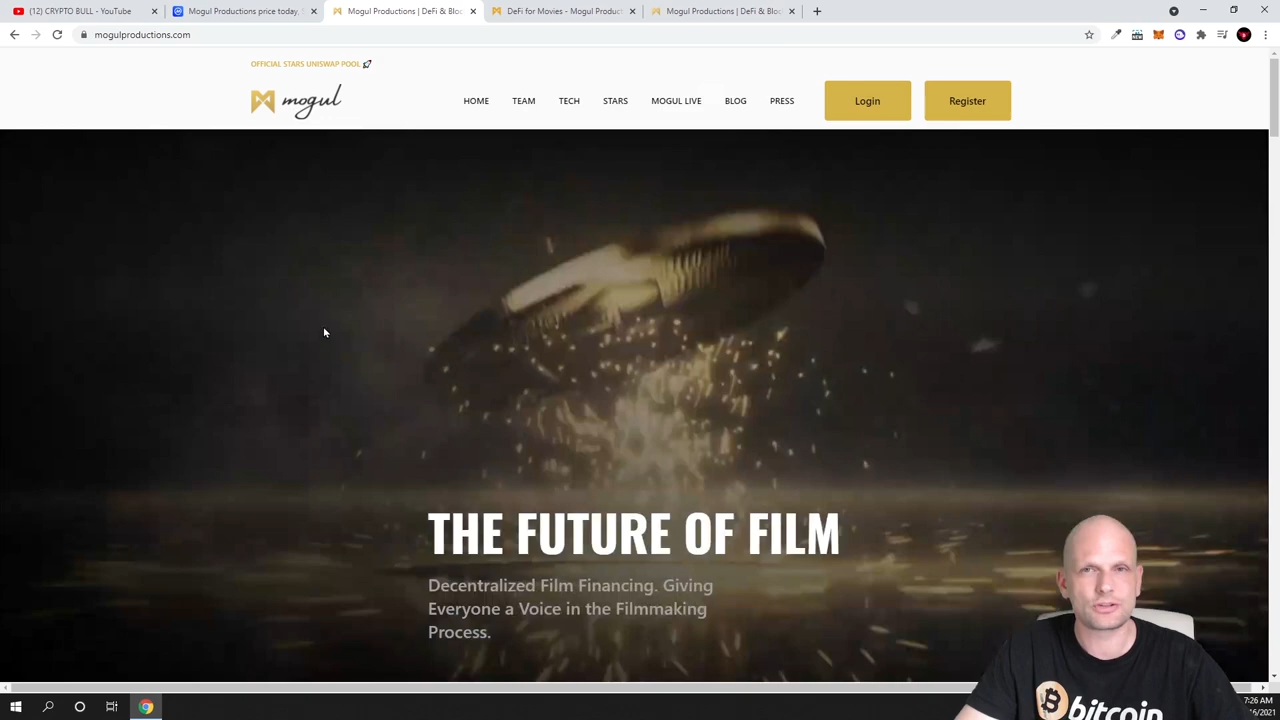 (12) CRYPTO BULL - YouTube
Mogul Productions price today,
Mogul Productions | DeFi & Bloc
DeFi for Movies - Mogul Product
Mogul Productions | DeFi & Bloc
mogulproductions.com
OFFICIAL STARS UNISWAP POOL
mogul
HOME TEAM TECH STARS MOGUL LIVE BLOG PRESS Login Register
THE FUTURE OF FILM
Decentralized Film Financing. Giving
Everyone a Voice in the Filmmaking
Process.
bitcoin
7:26 AM
16/2021